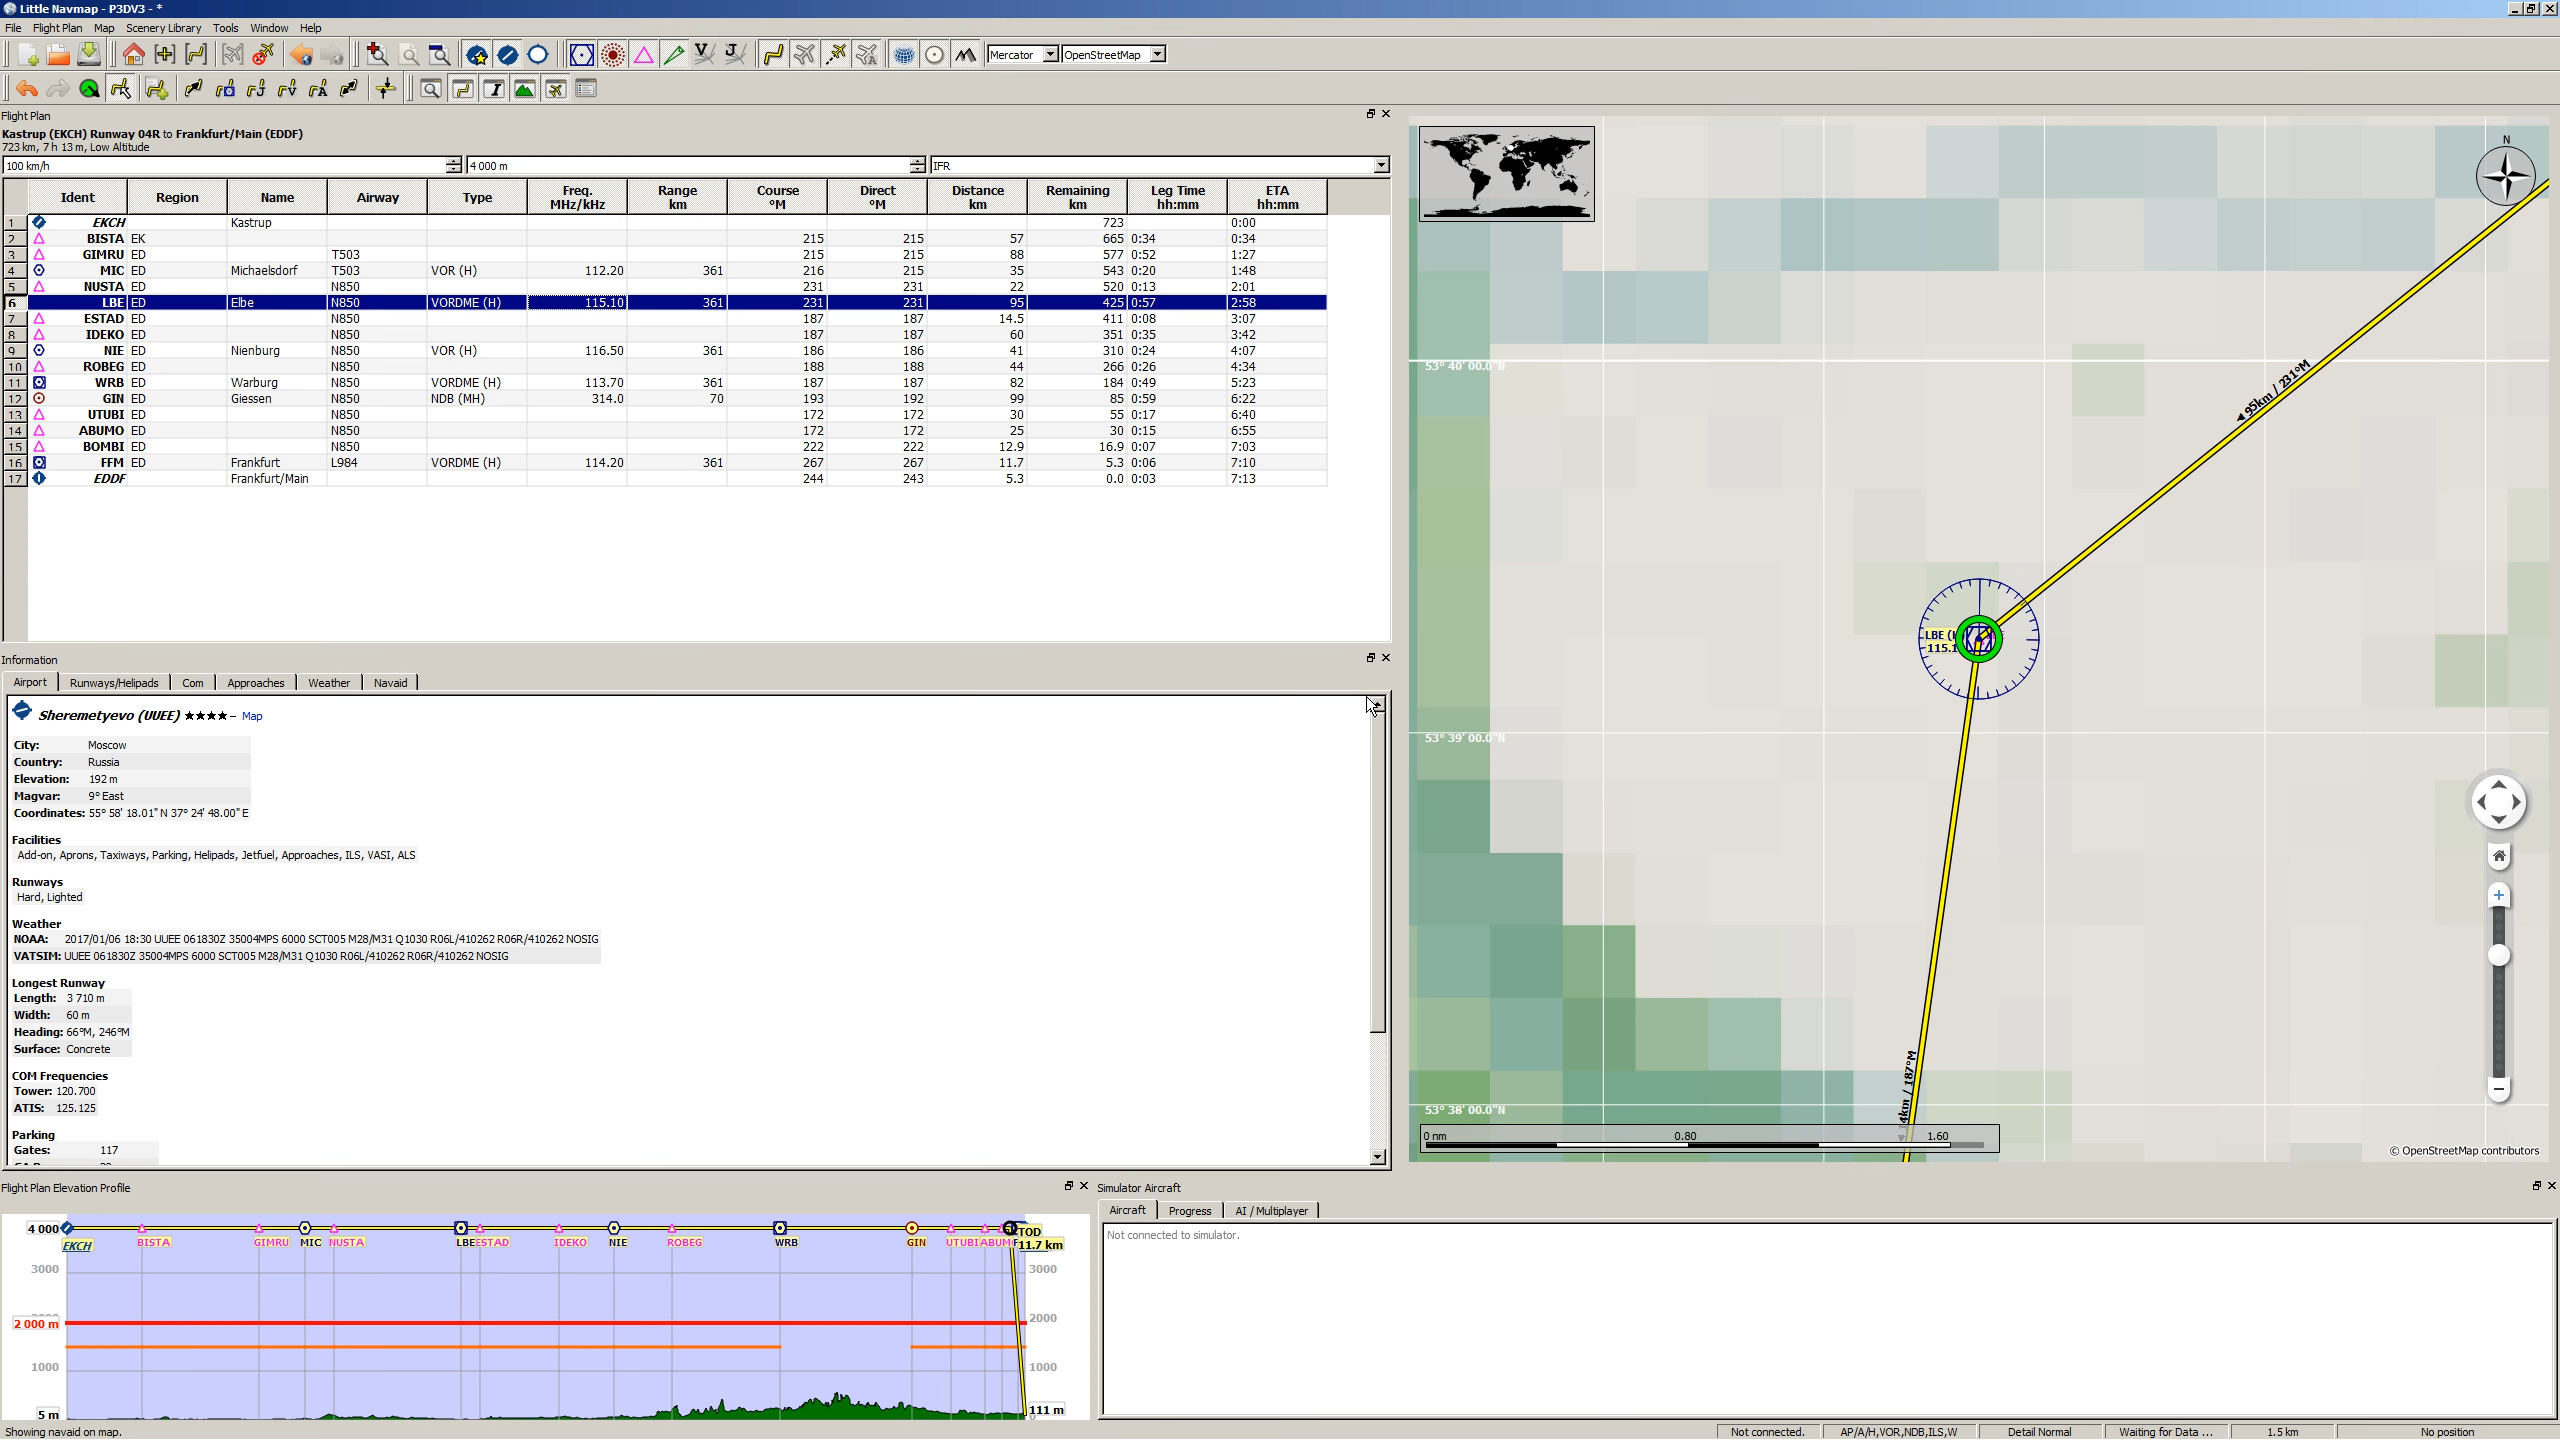 Little Navmap - P3DV3 - *
File Flight Plan Map Scenery Library Tools Window Help
Mercator OpenStreetMap
Flight Plan
Kastrup (EKCH) Runway 04R to Frankfurt/Main (EDDF)
723 km, 7 h 13 m, Low Altitude
100 km/h 4 000 m IFR
Ident Region Name Airway Type Freq. MHz/kHz Range km Course °M Direct °M Distance km Remaining km Leg Time hh:mm ETA hh:mm
1 EKCH Kastrup 723 0:00
2 BISTA EK 215 215 57 665 0:34 0:34
3 GIMRU ED T503 215 215 88 577 0:52 1:27
4 MIC ED Michaelsdorf T503 VOR (H) 112.20 361 216 215 35 543 0:20 1:48
5 NUSTA ED N850 231 231 22 520 0:13 2:01
6 LBE ED Elbe N850 VORDME (H) 115.10 361 231 231 95 425 0:57 2:58
7 ESTAD ED N850 187 187 14.5 411 0:08 3:07
8 IDEKO ED N850 187 187 60 351 0:35 3:42
9 NIE ED Nienburg N850 VOR (H) 116.50 361 186 186 41 310 0:24 4:07
10 ROBEG ED N850 188 188 44 266 0:26 4:34
11 WRB ED Warburg N850 VORDME (H) 113.70 361 187 187 82 184 0:49 5:23
12 GIN ED Giessen N850 NDB (MH) 314.0 70 193 192 99 85 0:59 6:22
13 UTUBI ED N850 172 172 30 55 0:17 6:40
14 ABUMO ED N850 172 172 25 30 0:15 6:55
15 BOMBI ED N850 222 222 12.9 16.9 0:07 7:03
16 FFM ED Frankfurt L984 VORDME (H) 114.20 361 267 267 11.7 5.3 0:06 7:10
17 EDDF Frankfurt/Main 244 243 5.3 0.0 0:03 7:13
Information
Airport Runways/Helipads Com Approaches Weather Navaid
Sheremetyevo (UUEE) ★★★★– Map
City: Moscow
Country: Russia
Elevation: 192 m
Magvar: 9° East
Coordinates: 55° 58' 18.01" N 37° 24' 48.00" E
Facilities
Add-on, Aprons, Taxiways, Parking, Helipads, Jetfuel, Approaches, ILS, VASI, ALS
Runways
Hard, Lighted
Weather
NOAA: 2017/01/06 18:30 UUEE 061830Z 35004MPS 6000 SCT005 M28/M31 Q1030 R06L/410262 R06R/410262 NOSIG
VATSIM: UUEE 061830Z 35004MPS 6000 SCT005 M28/M31 Q1030 R06L/410262 R06R/410262 NOSIG
Longest Runway
Length: 3 710 m
Width: 60 m
Heading: 66°M, 246°M
Surface: Concrete
COM Frequencies
Tower: 120.700
ATIS: 125.125
Parking
Gates: 117
N
53° 40' 00.0"N
95km / 231°M
LBE (
115.1
53° 39' 00.0"N
53° 38' 00.0"N
4km / 187°M
0 nm 0.80 1.60
© OpenStreetMap contributors
Flight Plan Elevation Profile
4 000 EKCH BISTA GIMRU MIC NUSTA LBE ESTAD IDEKO NIE ROBEG WRB GIN UTUBI ABUM TOD
11.7 km
3000 3000
2000
2 000 m
1000 1000
5 m 111 m
Simulator Aircraft
Aircraft Progress AI / Multiplayer
Not connected to simulator.
Showing navaid on map. Not connected. AP/A/H,VOR,NDB,ILS,W Detail Normal Waiting for Data ... 1.5 km No position